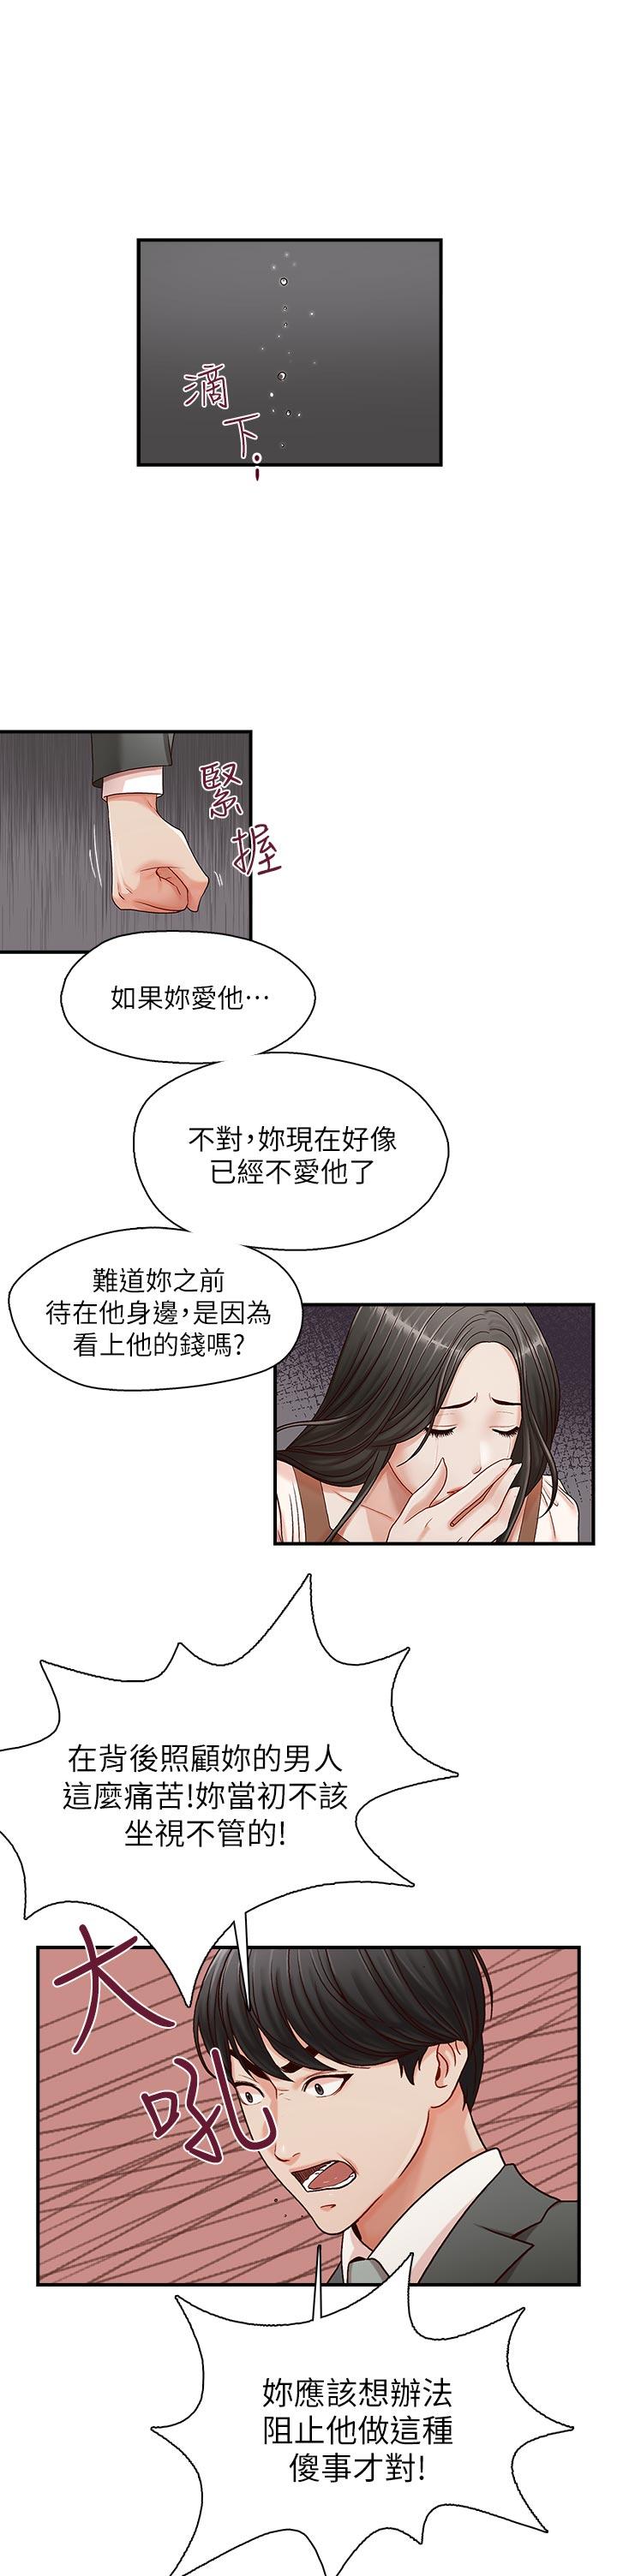 滴
下
緊
握
如果妳愛他⋯
不對,妳現在好像
已經不愛他了
難道妳之前
待在他身邊,是因為
看上他的錢嗎?
在背後照顧妳的男人
這麼痛苦!妳當初不該
坐視不管的!
大
吼
妳應該想辦法
阻止他做這種
傻事才對!